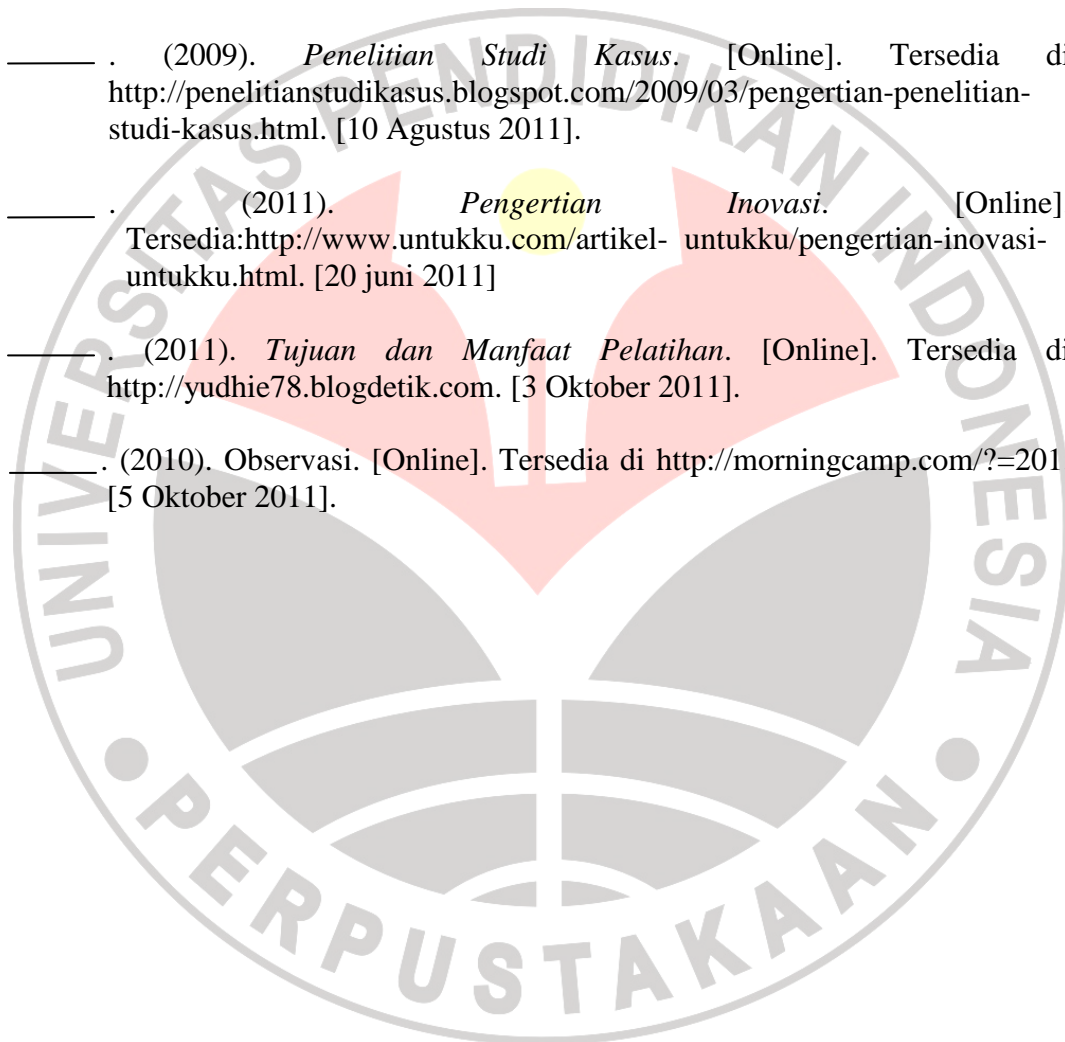 ______ . (2009). Penelitian Studi Kasus. [Online]. Tersedia di
http://penelitianstudikasus.blogspot.com/2009/03/pengertian-penelitian-
studi-kasus.html. [10 Agustus 2011].
______ . (2011). Pengertian Inovasi. [Online]
Tersedia:http://www.untukku.com/artikel- untukku/pengertian-inovasi-
untukku.html. [20 juni 2011]
______ . (2011). Tujuan dan Manfaat Pelatihan. [Online]. Tersedia di
http://yudhie78.blogdetik.com. [3 Oktober 2011].
______. (2010). Observasi. [Online]. Tersedia di http://morningcamp.com/?=201
[5 Oktober 2011].
UNIVERSITAS PENDIDIKAN INDONESIA
PERPUSTAKAAN